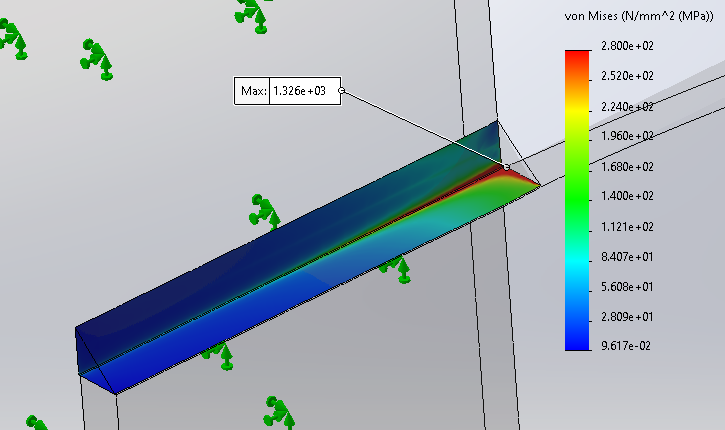 von Mises (N/mm^2 (MPa))
2.800e+02
2.520e+02
Max: 1.326e+03
2.240e+02
1.960e+02
1.680e+02
1.400e+02
1.121e+02
8.407e+01
5.608e+01
2.809e+01
9.617e-02